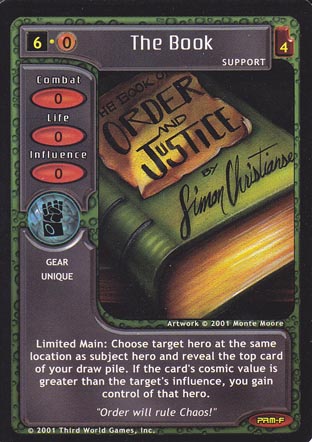 6 • 0
The Book
SUPPORT
4
Combat
0
Life
0
Influence
0
GEAR
UNIQUE
THE BOOK OF
ORDER
AND
JUSTICE
BY
Simon Christianse
Artwork © 2001 Monte Moore
Limited Main: Choose target hero at the same
location as subject hero and reveal the top card
of your draw pile. If the card's cosmic value is
greater than the target's influence, you gain
control of that hero.
"Order will rule Chaos!"
© 2001 Third World Games, Inc.
PRM-F